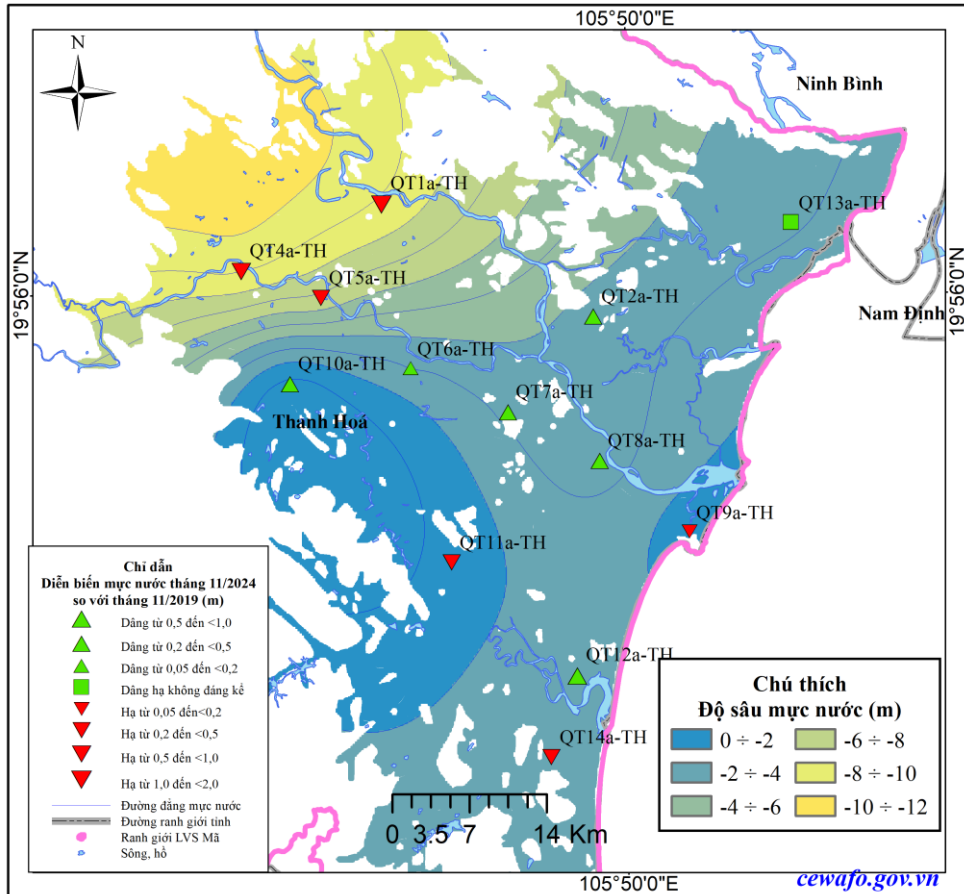 105°50'0"E
N
Ninh Bình
QT1a-TH
QT13a-TH
QT4a-TH
QT5a-TH
19°56'0"N
19°56'0"N
QT2a-TH
Nam Định
QT6a-TH
QT10a-TH
QT7a-TH
Thanh Hoá
QT8a-TH
QT9a-TH
QT11a-TH
QT12a-TH
QT14a-TH
Chỉ dẫn
Diễn biến mực nước tháng 11/2024
so với tháng 11/2019 (m)
Dâng từ 0,5 đến <1,0
Dâng từ 0,2 đến <0,5
Dâng từ 0,05 đến <0,2
Dâng hạ không đáng kể
Hạ từ 0,05 đến<0,2
Hạ từ 0,2 đến <0,5
Hạ từ 0,5 đến <1,0
Hạ từ 1,0 đến <2,0
Đường đẳng mực nước
Đường ranh giới tỉnh
Ranh giới LVS Mã
Sông, hồ
Chú thích
Độ sâu mực nước (m)
0 ÷ -2
-6 ÷ -8
-2 ÷ -4
-8 ÷ -10
-4 ÷ -6
-10 ÷ -12
0 3.5 7 14 Km
105°50'0"E
cewafo.gov.vn